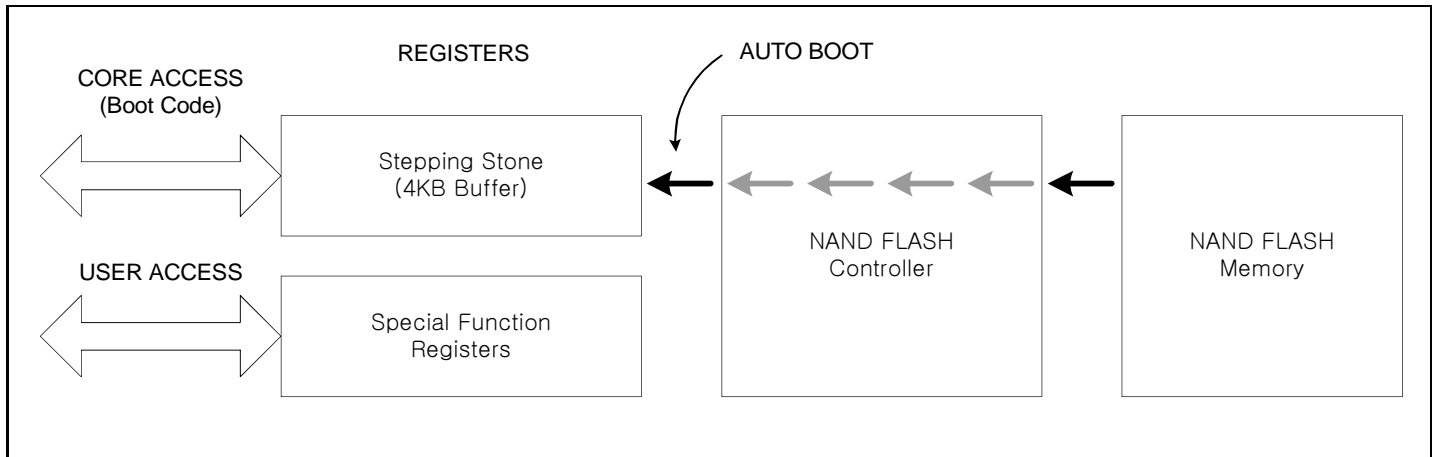 REGISTERS
AUTO BOOT
CORE ACCESS
(Boot Code)
Stepping Stone
(4KB Buffer)
NAND FLASH
Controller
NAND FLASH
Memory
USER ACCESS
Special Function
Registers